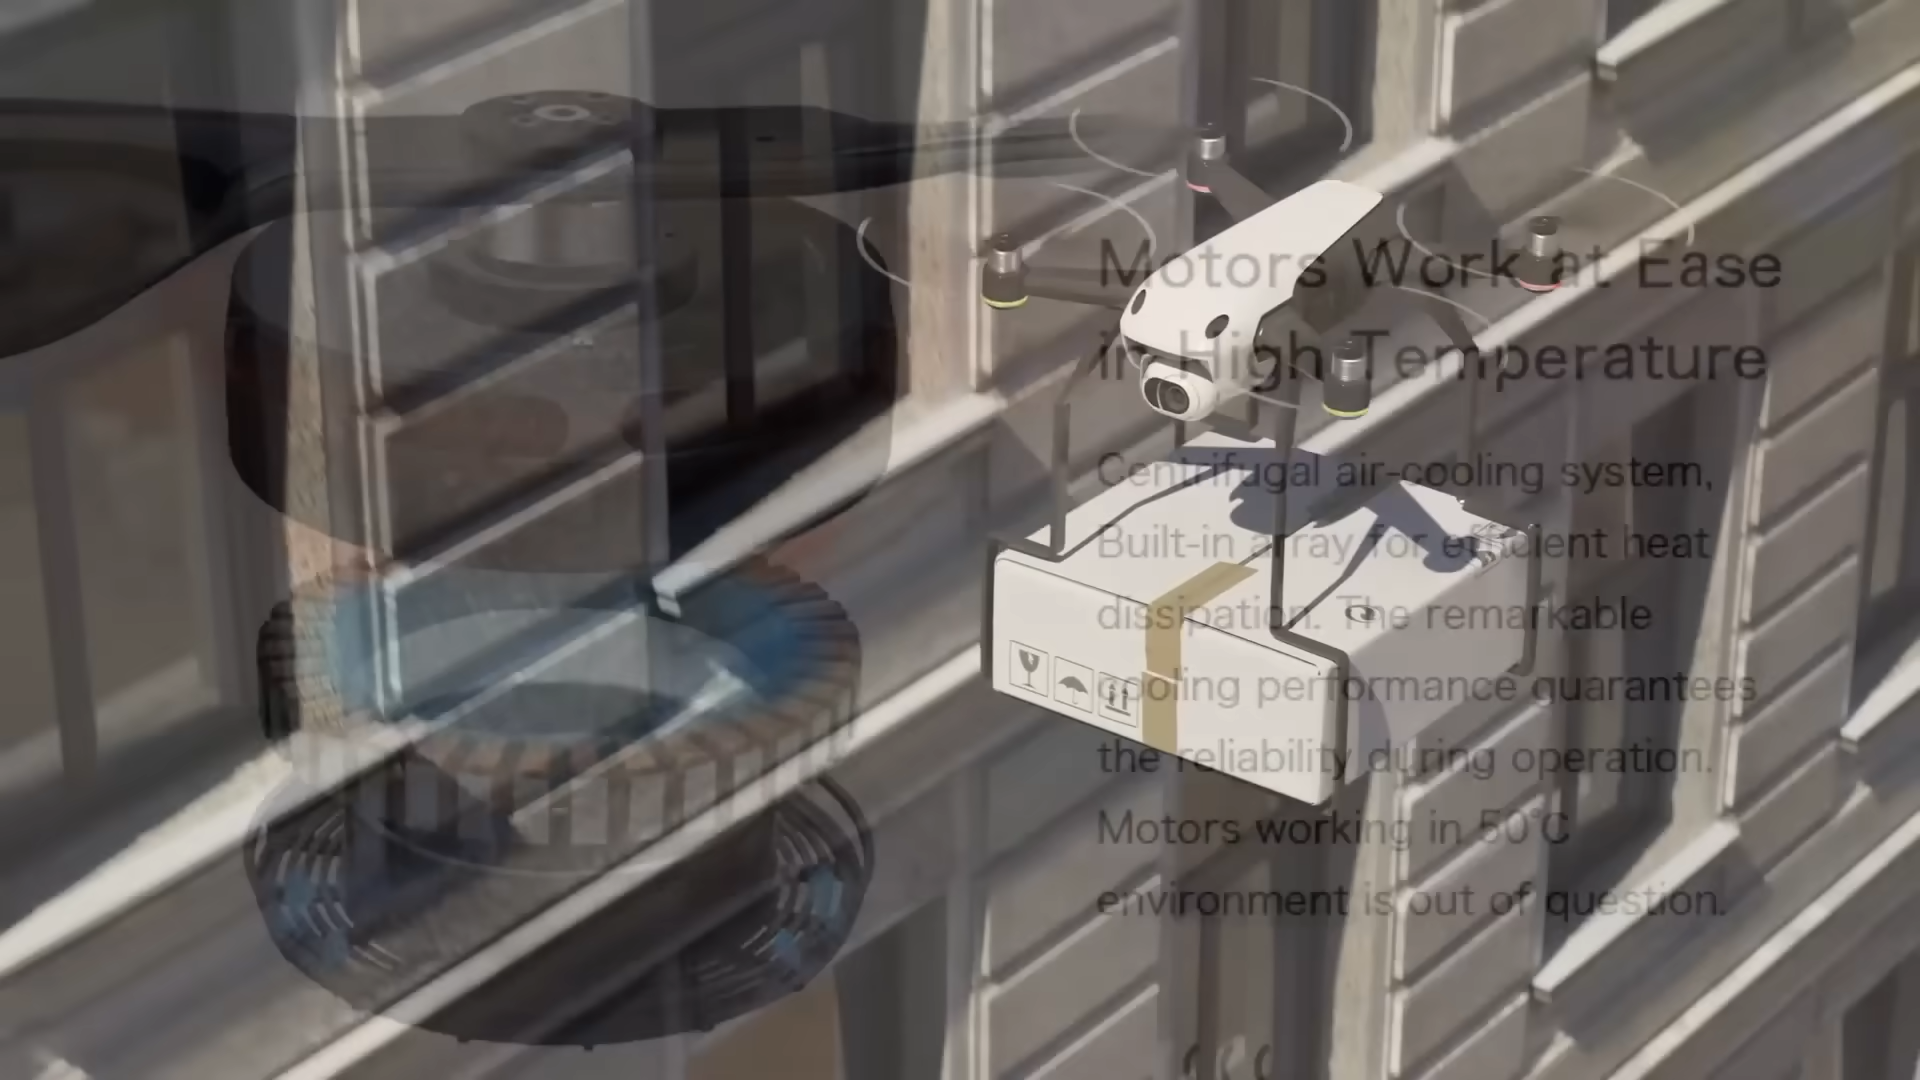 Motors Work at Ease
in High Temperature
Centrifugal air-cooling system,
Built-in array for efficient heat
dissipation. The remarkable
cooling performance guarantees
the reliability during operation.
Motors working in 50°C
environment is out of question.